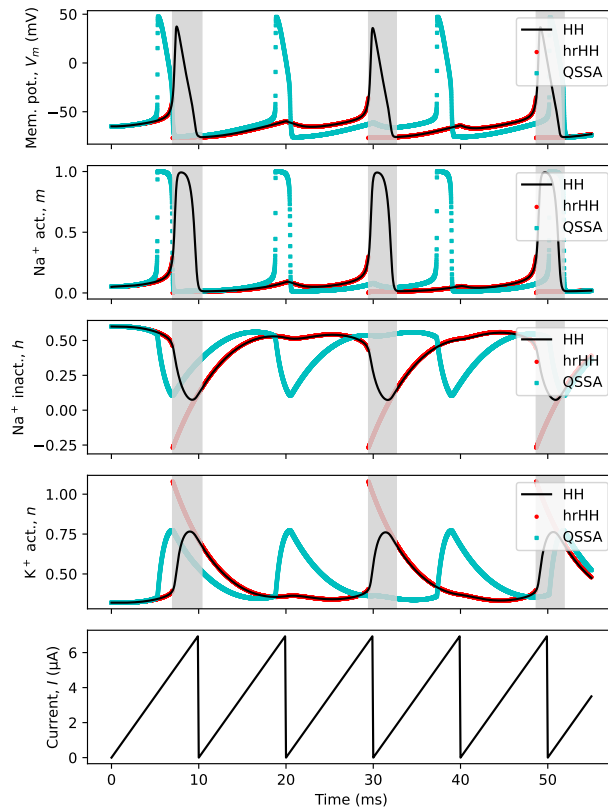 Mem. pot., Vₘ (mV)
50
0
−50
HH
hrHH
QSSA
Na⁺ act., m
1.0
0.5
0.0
HH
hrHH
QSSA
Na⁺ inact., h
0.50
0.25
0.00
−0.25
HH
hrHH
QSSA
K⁺ act., n
1.00
0.75
0.50
HH
hrHH
QSSA
Current, I (μA)
6
4
2
0
0 10 20 30 40 50
Time (ms)